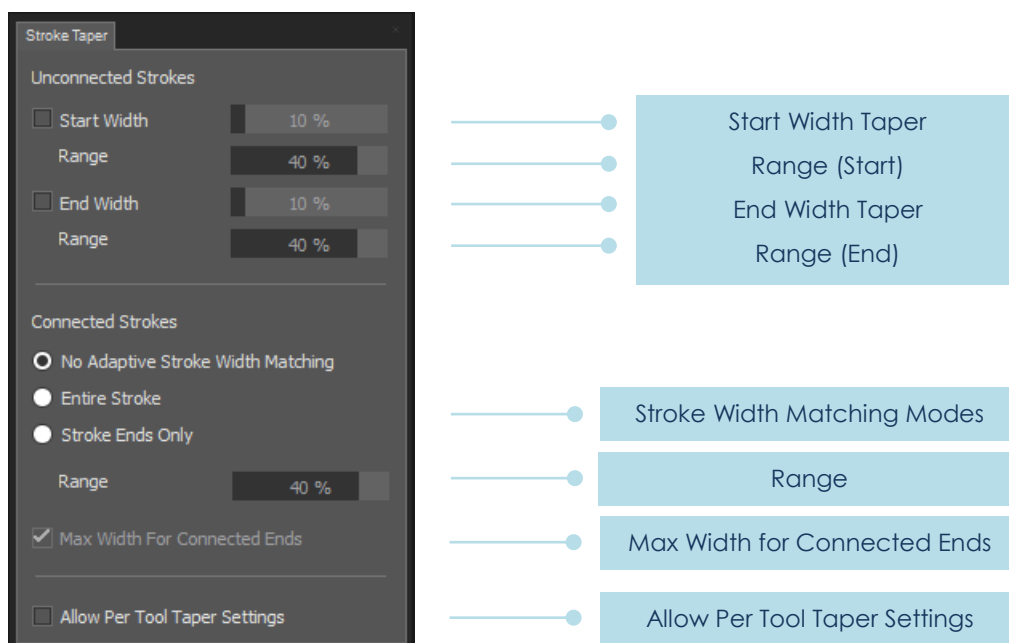 Stroke Taper
Unconnected Strokes
Start Width 10 %
Range 40 %
End Width 10 %
Range 40 %
Connected Strokes
No Adaptive Stroke Width Matching
Entire Stroke
Stroke Ends Only
Range 40 %
Max Width For Connected Ends
Allow Per Tool Taper Settings
Start Width Taper
Range (Start)
End Width Taper
Range (End)
Stroke Width Matching Modes
Range
Max Width for Connected Ends
Allow Per Tool Taper Settings